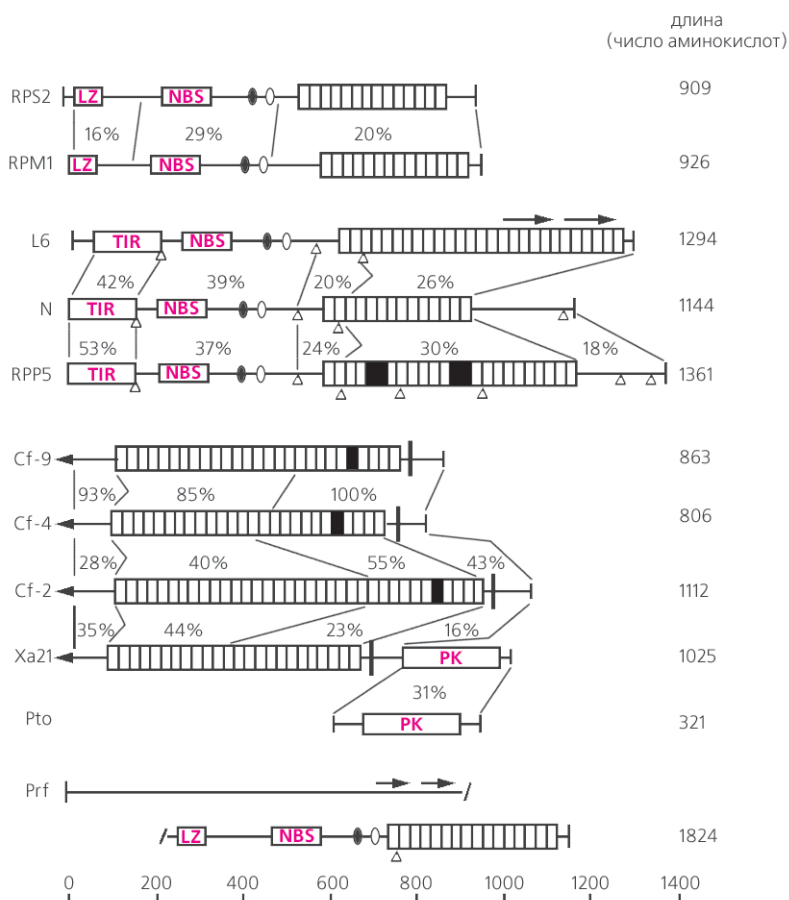 длина
(число аминокислот)
RPS2 LZ NBS 909
16% 29% 20%
RPM1 LZ NBS 926
L6 TIR NBS 1294
42% 39% 20% 26%
N TIR NBS 1144
53% 37% 24% 30% 18%
RPP5 TIR NBS 1361
Cf-9 863
93% 85% 100%
Cf-4 806
28% 40% 55% 43%
Cf-2 1112
35% 44% 23% 16%
Xa21 PK 1025
31%
Pto PK 321
Prf
LZ NBS 1824
0 200 400 600 800 1000 1200 1400